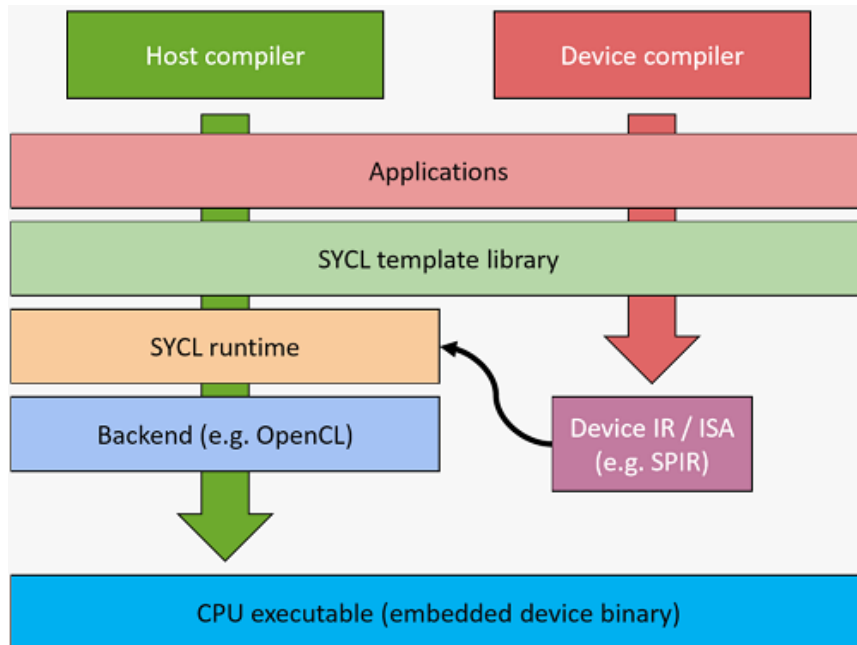 Host compiler
Device compiler
Applications
SYCL template library
SYCL runtime
Backend (e.g. OpenCL)
Device IR / ISA
(e.g. SPIR)
CPU executable (embedded device binary)